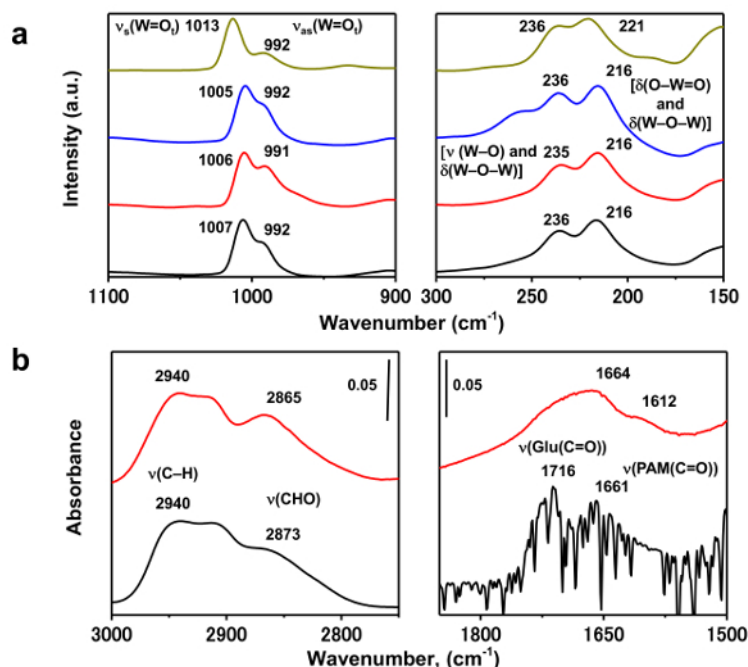 a
νs(W=Ot) 1013
νas(W=Ot)
992
1005
992
1006
991
1007
992
1100
1000
900
236
221
236
216
[δ(O–W=O)
and
δ(W–O–W)]
[ν (W–O) and
δ(W–O–W)]
235
216
236
216
300
250
200
150
Intensity (a.u.)
Wavenumber (cm-1)
b
2940
2865
0.05
ν(C–H)
2940
ν(CHO)
2873
3000
2900
2800
0.05
1664
1612
ν(Glu(C=O))
ν(PAM(C=O))
1716
1661
1800
1650
1500
Absorbance
Wavenumber, (cm-1)